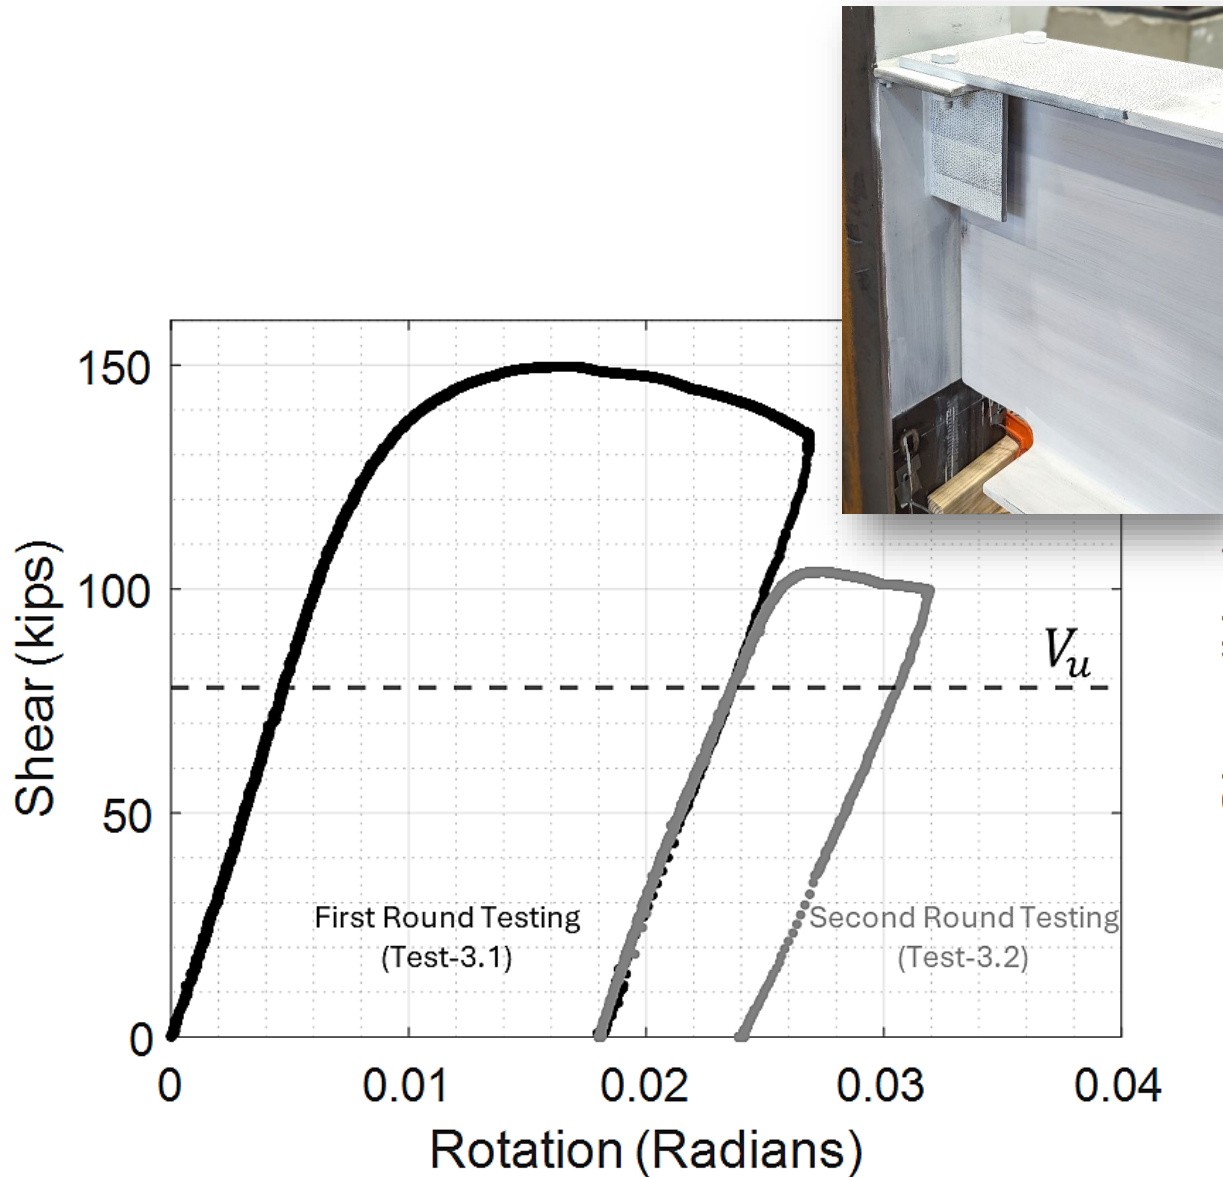 150
100
50
0
Shear (kips)
V_u
First Round Testing
(Test-3.1)
Second Round Testing
(Test-3.2)
0 0.01 0.02 0.03 0.04
Rotation (Radians)